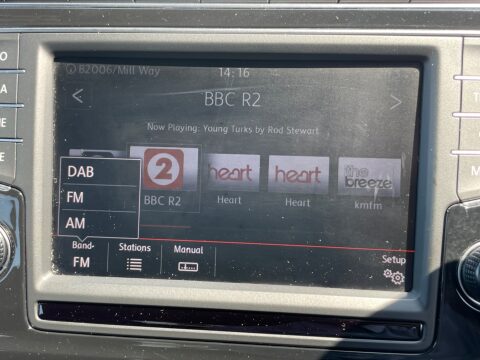 B2006/Mill Way
14:16
BBC R2
Now Playing: Young Turks by Rod Stewart
DAB
FM
AM
2
BBC R2
heart
Heart
heart
Heart
the
breeze
kmfm
Band
FM
Stations
Manual
Setup